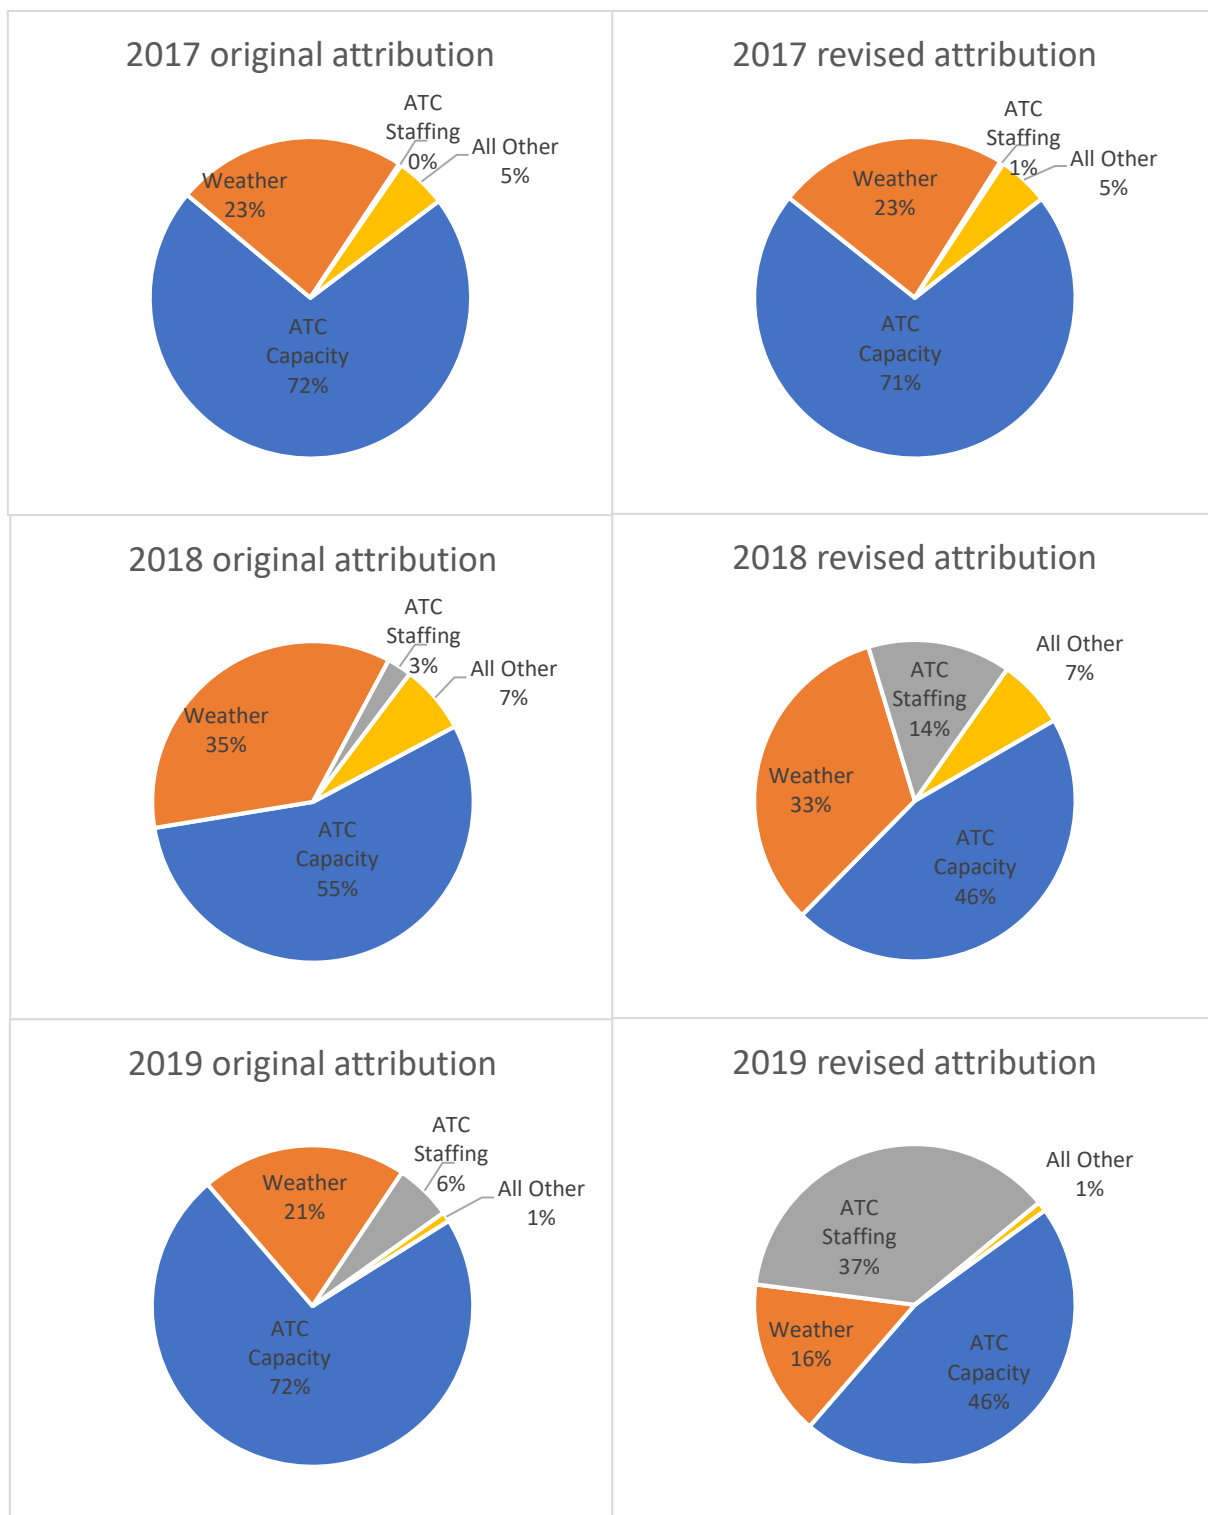 2017 original attribution
ATC
Staffing
0%
All Other
5%
Weather
23%
ATC
Capacity
72%
2017 revised attribution
ATC
Staffing
1%
All Other
5%
Weather
23%
ATC
Capacity
71%
2018 original attribution
ATC
Staffing
3%
All Other
7%
Weather
35%
ATC
Capacity
55%
2018 revised attribution
All Other
7%
ATC
Staffing
14%
Weather
33%
ATC
Capacity
46%
2019 original attribution
ATC
Staffing
6%
All Other
1%
Weather
21%
ATC
Capacity
72%
2019 revised attribution
All Other
1%
ATC
Staffing
37%
Weather
16%
ATC
Capacity
46%